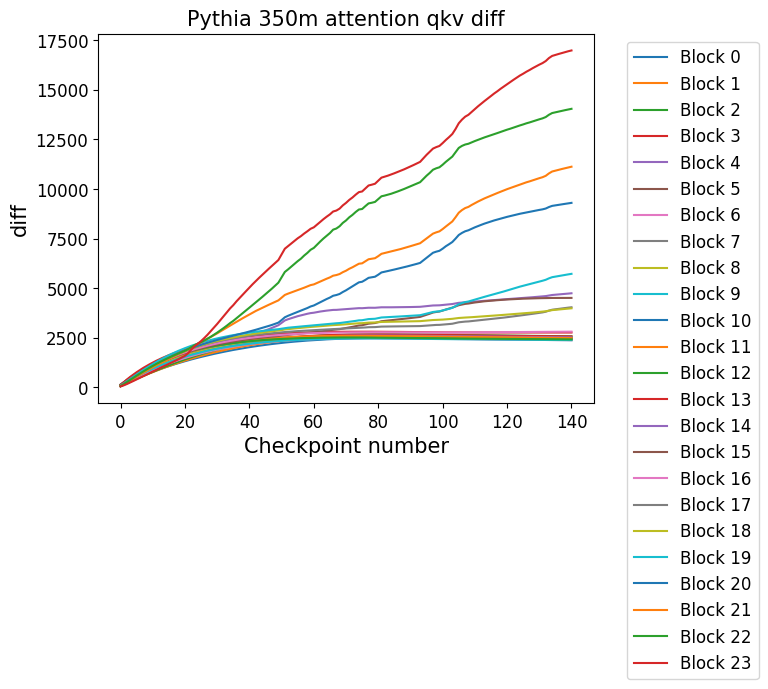 Pythia 350m attention qkv diff
diff
17500
15000
12500
10000
7500
5000
2500
0
0 20 40 60 80 100 120 140
Checkpoint number
Block 0
Block 1
Block 2
Block 3
Block 4
Block 5
Block 6
Block 7
Block 8
Block 9
Block 10
Block 11
Block 12
Block 13
Block 14
Block 15
Block 16
Block 17
Block 18
Block 19
Block 20
Block 21
Block 22
Block 23